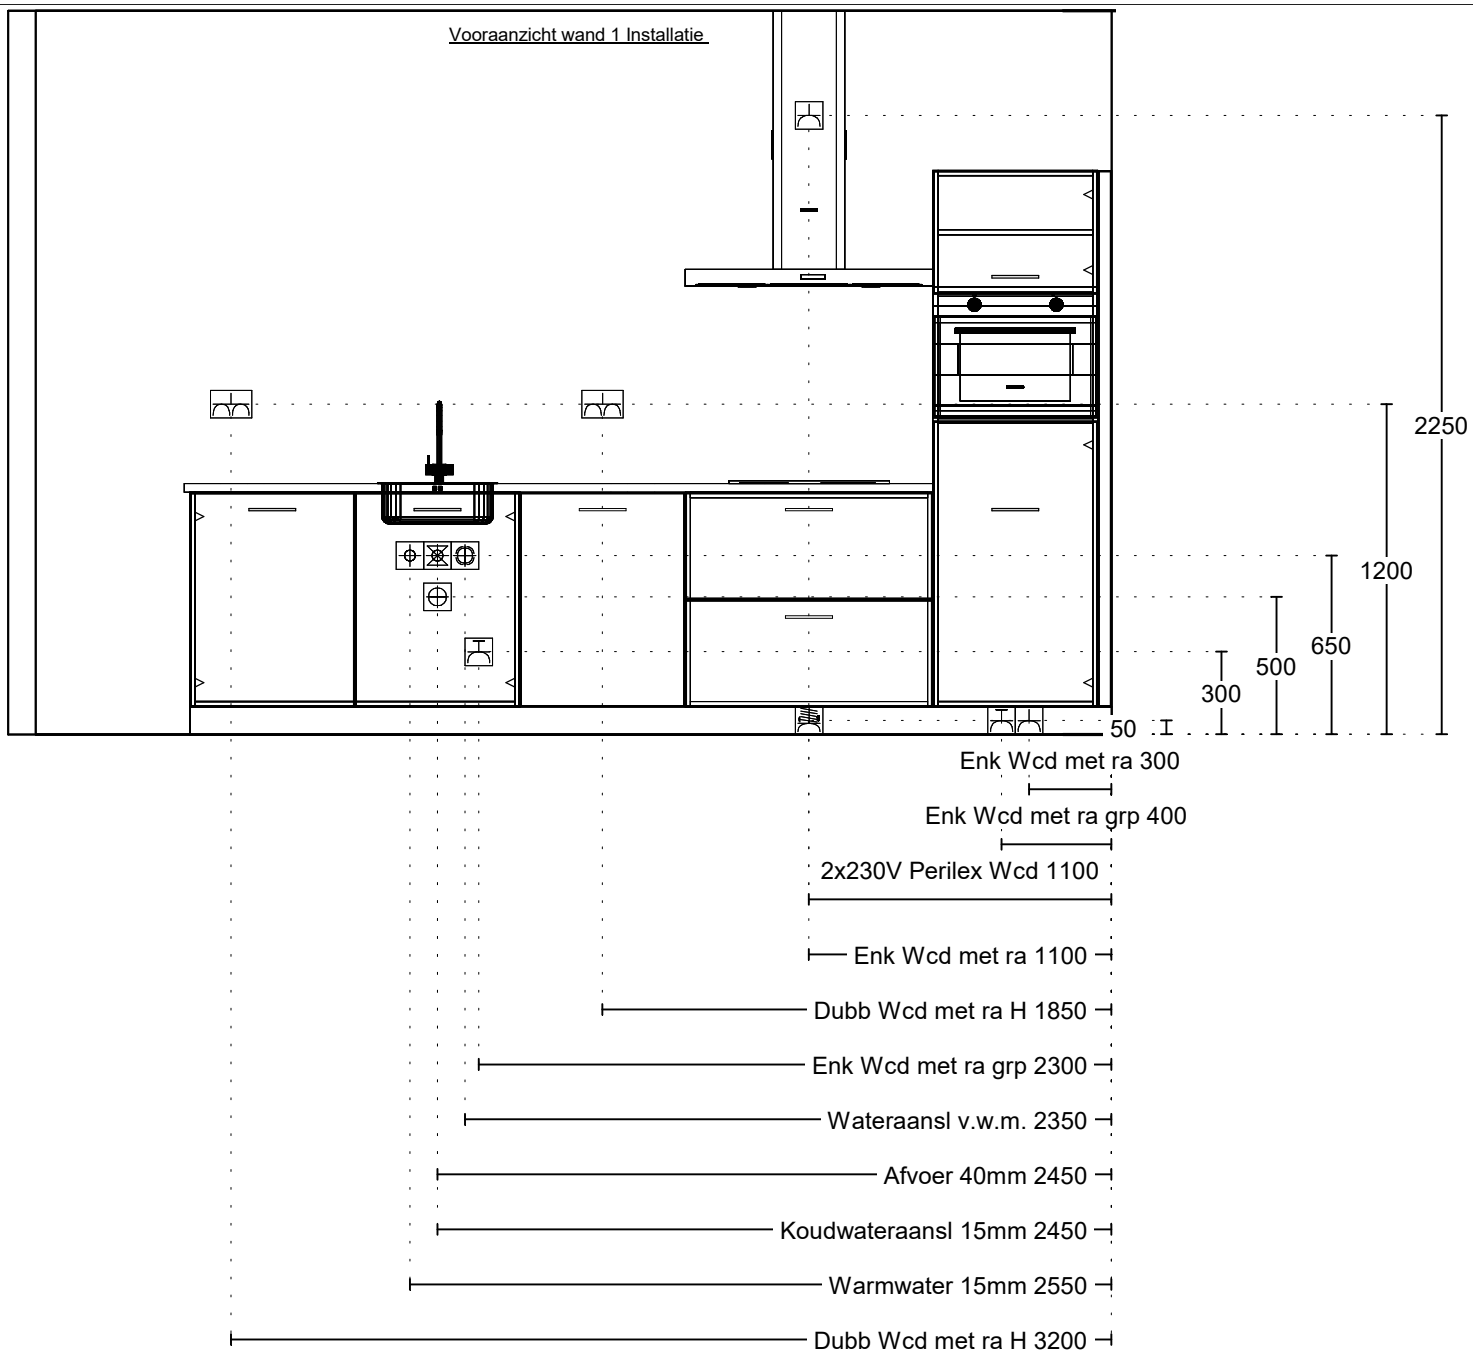 Vooraanzicht wand 1 Installatie
2250
1200
650
500
300
50
Enk Wcd met ra 300
Enk Wcd met ra grp 400
2x230V Perilex Wcd 1100
Enk Wcd met ra 1100
Dubb Wcd met ra H 1850
Enk Wcd met ra grp 2300
Wateraansl v.w.m. 2350
Afvoer 40mm 2450
Koudwateraansl 15mm 2450
Warmwater 15mm 2550
Dubb Wcd met ra H 3200